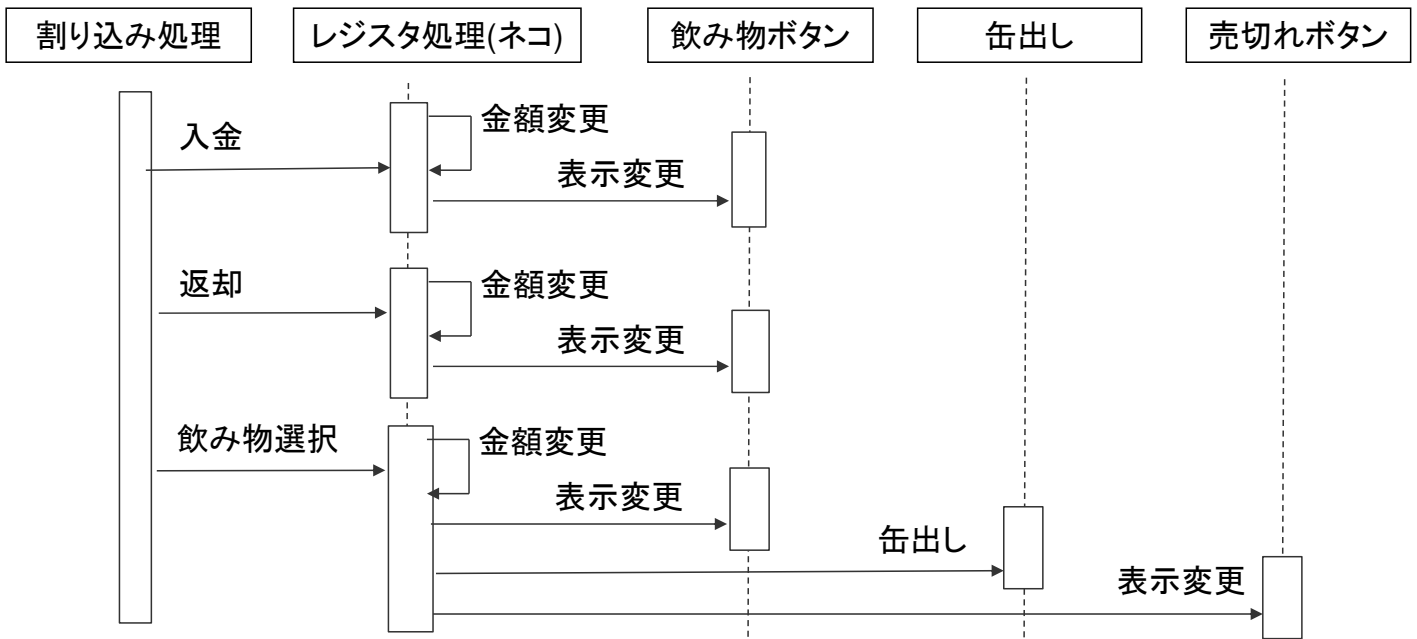 割り込み処理
レジスタ処理(ネコ)
飲み物ボタン
缶出し
売切れボタン
入金
金額変更
表示変更
返却
金額変更
表示変更
飲み物選択
金額変更
表示変更
缶出し
表示変更